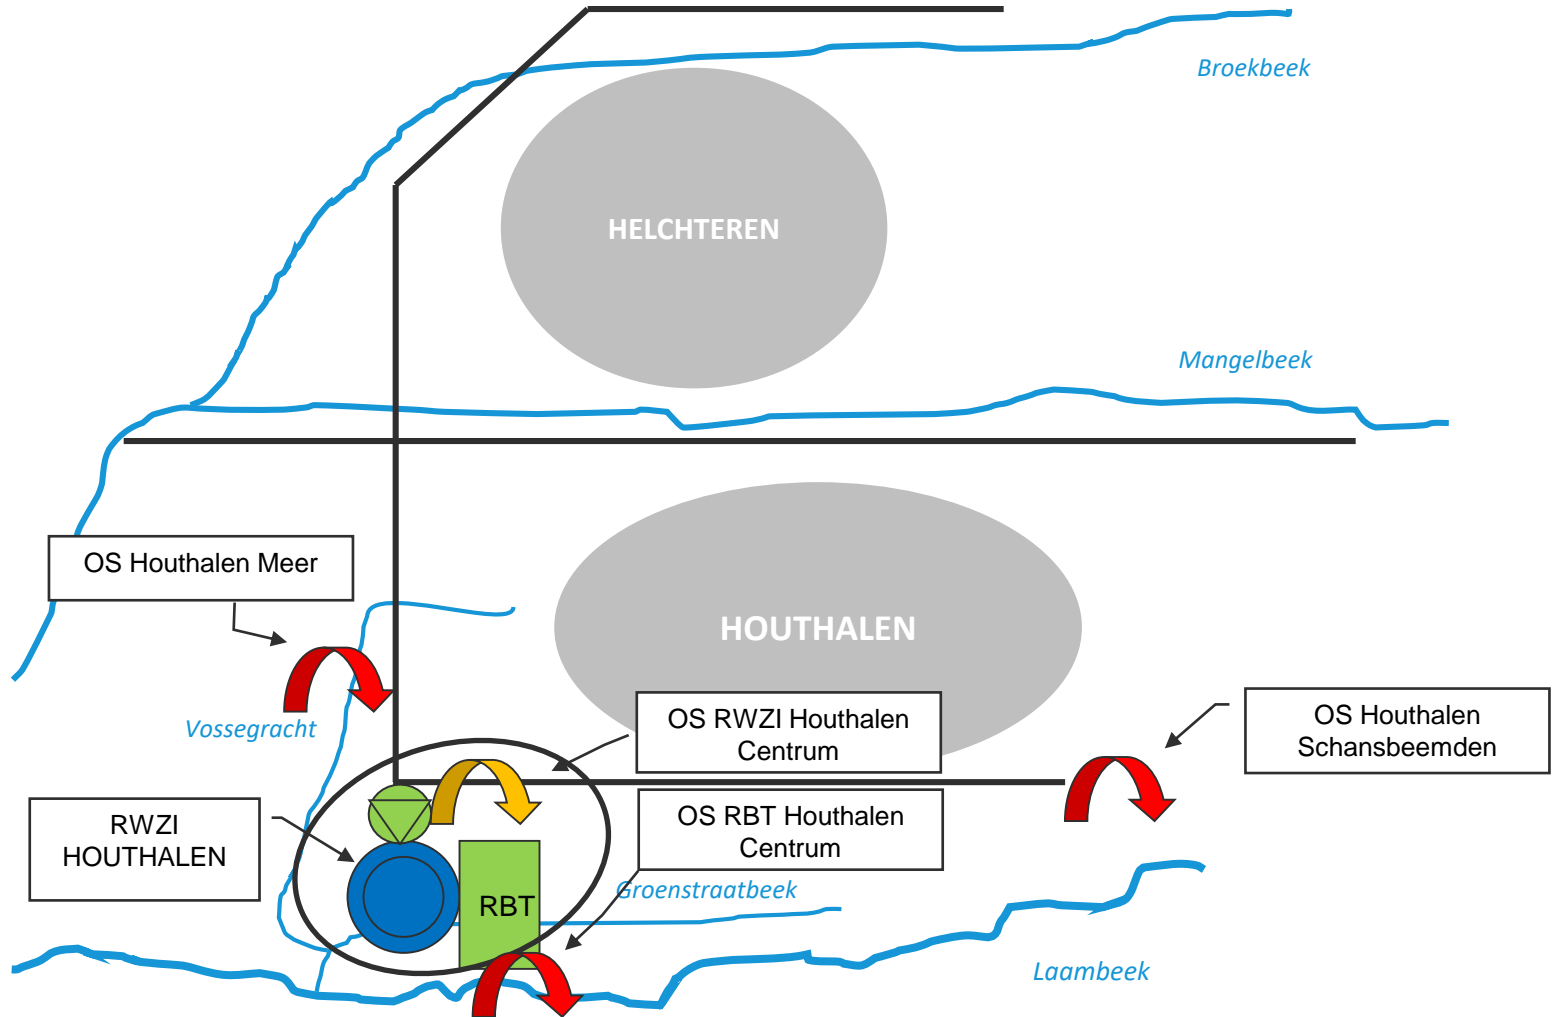 Broekbeek
HELCHTEREN
Mangelbeek
OS Houthalen Meer
HOUTHALEN
Vossegracht
OS RWZI Houthalen
Centrum
OS Houthalen
Schansbeemden
RWZI
HOUTHALEN
OS RBT Houthalen
Centrum
Groenstraatbeek
RBT
Laambeek